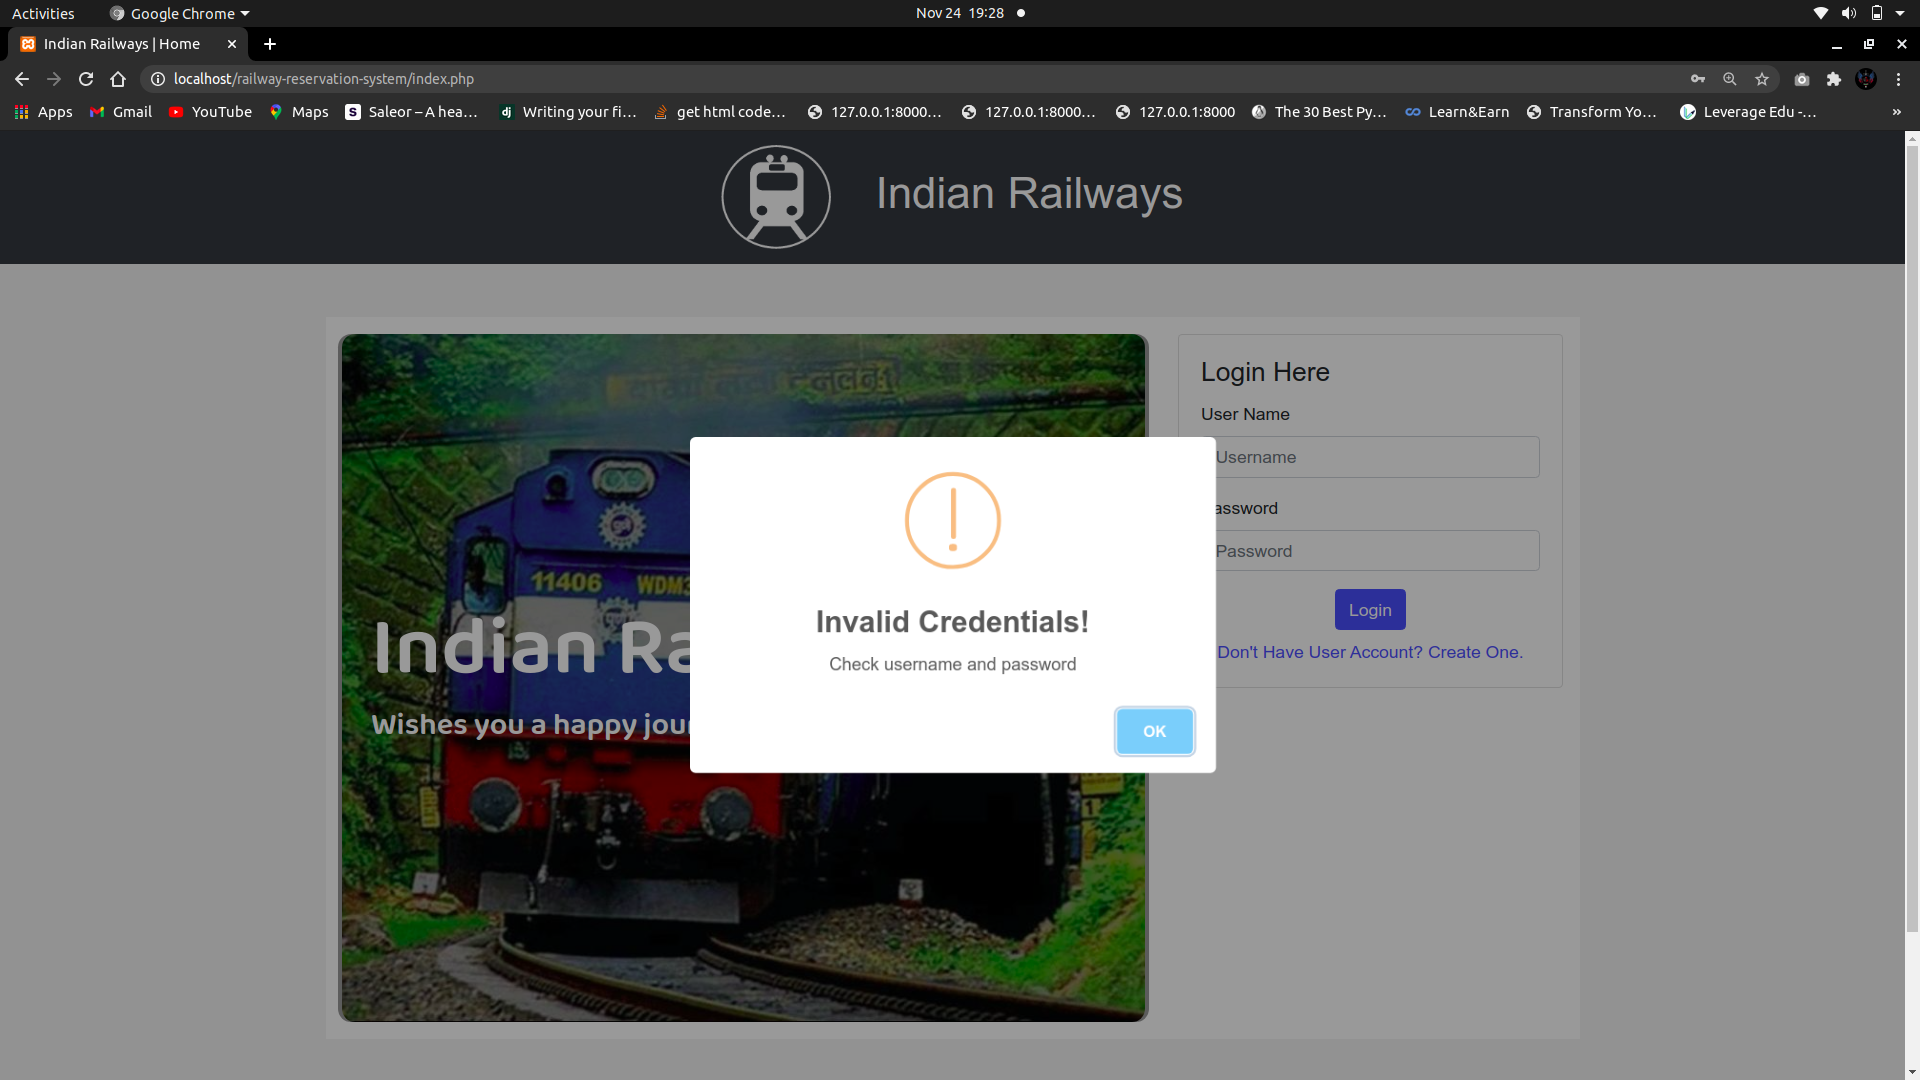 Activities
Google Chrome
Nov 24 19:28
Indian Railways | Home
localhost/railway-reservation-system/index.php
Apps
Gmail
YouTube
Maps
S
Saleor – A hea…
dj
Writing your fi…
get html code…
127.0.0.1:8000…
127.0.0.1:8000…
127.0.0.1:8000
The 30 Best Py…
Learn&Earn
Transform Yo…
Leverage Edu -…
»
Indian Railways
11406 WDM3
Indian Ra
Wishes you a happy jour
Login Here
User Name
Username
assword
Password
Login
Don't Have User Account? Create One.
Invalid Credentials!
Check username and password
OK